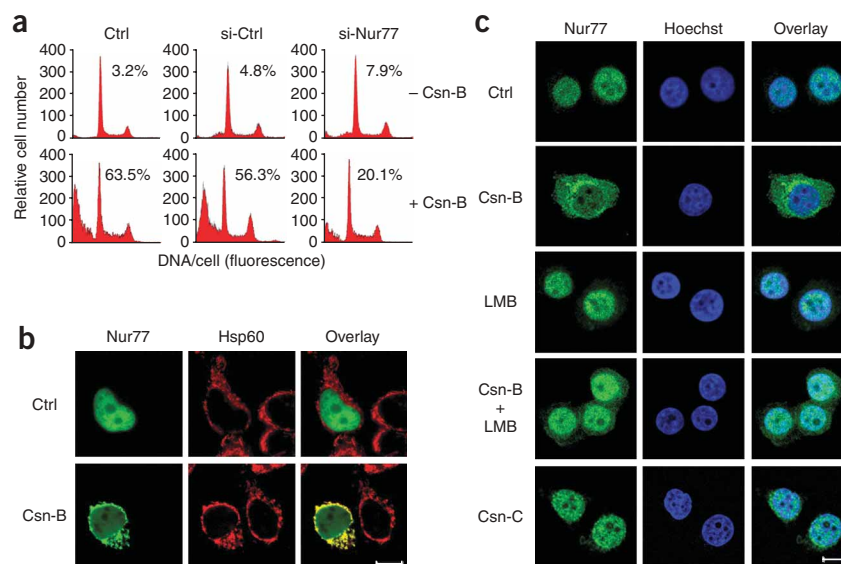 a
Ctrl
si-Ctrl
si-Nur77
400
300
200
100
0
3.2%
4.8%
7.9%
– Csn-B
400
300
200
100
0
63.5%
56.3%
20.1%
+ Csn-B
Relative cell number
DNA/cell (fluorescence)
b
Nur77
Hsp60
Overlay
Ctrl
Csn-B
c
Nur77
Hoechst
Overlay
Ctrl
Csn-B
LMB
Csn-B
+
LMB
Csn-C